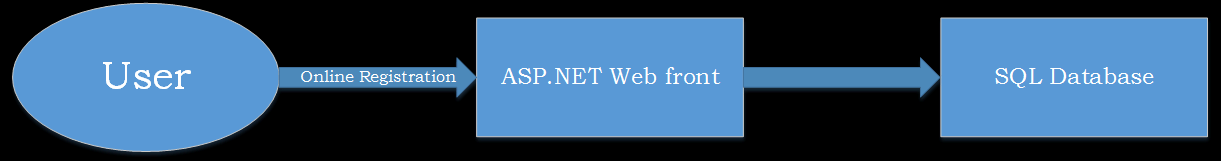 User
Online Registration
ASP.NET Web front
SQL Database